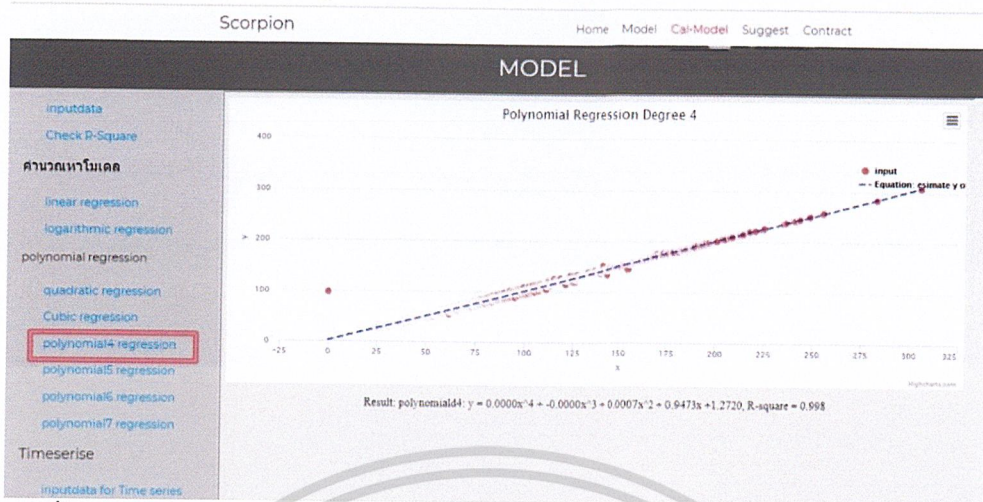 Scorpion
Home Model Cal-Model Suggest Contract
MODEL
inputdata
Check R-Square
คำนวณหาโมเดล
linear regression
logarithmic regression
polynomial regression
quadratic regression
Cubic regression
polynomial4 regression
polynomial5 regression
polynomial6 regression
polynomial7 regression
Timeserise
inputdata for Time series
Polynomial Regression Degree 4
400
300
200
100
0
y
input
Equation: esimate y o
-25 0 25 50 75 100 125 150 175 200 225 250 275 300 325
x
Highcharts.com
Result: polynomiald4: y = 0.0000x^4 + -0.0000x^3 + 0.0007x^2 + 0.9473x +1.2720, R-square = 0.998